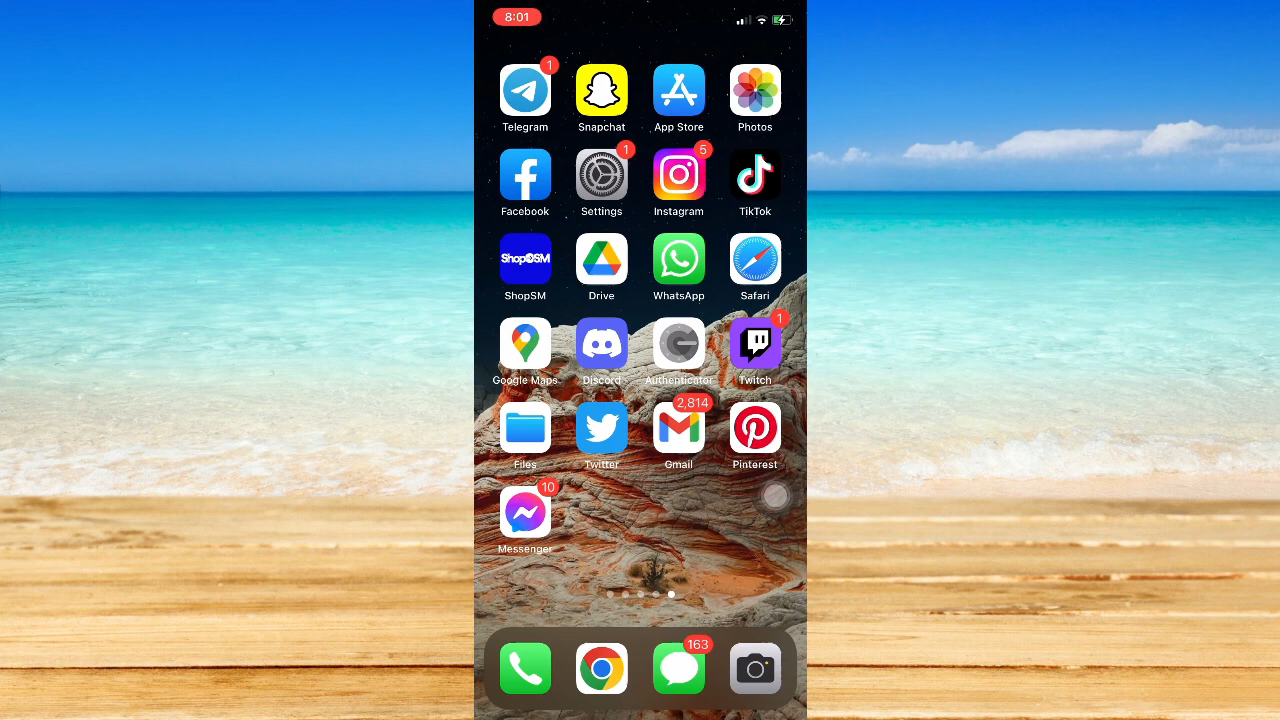 8:01
1
Telegram
Snapchat
App Store
Photos
1
5
Facebook
Settings
Instagram
TikTok
ShopSM
ShopSM
Drive
WhatsApp
Safari
1
Google Maps
Discord
Authenticator
Twitch
2,814
Files
Twitter
Gmail
Pinterest
10
Messenger
163